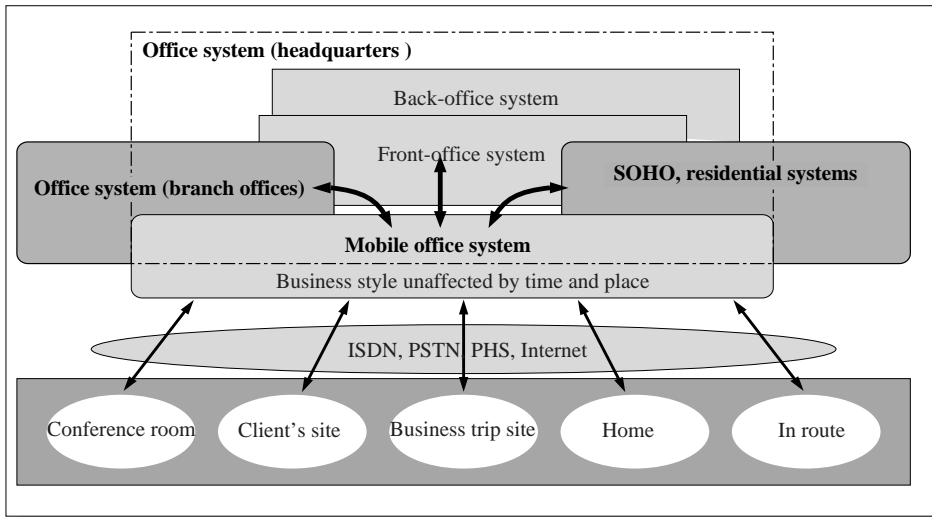 Office system (headquarters )
Back-office system
Front-office system
Office system (branch offices)
SOHO, residential systems
Mobile office system
Business style unaffected by time and place
ISDN, PSTN, PHS, Internet
Conference room
Client's site
Business trip site
Home
In route